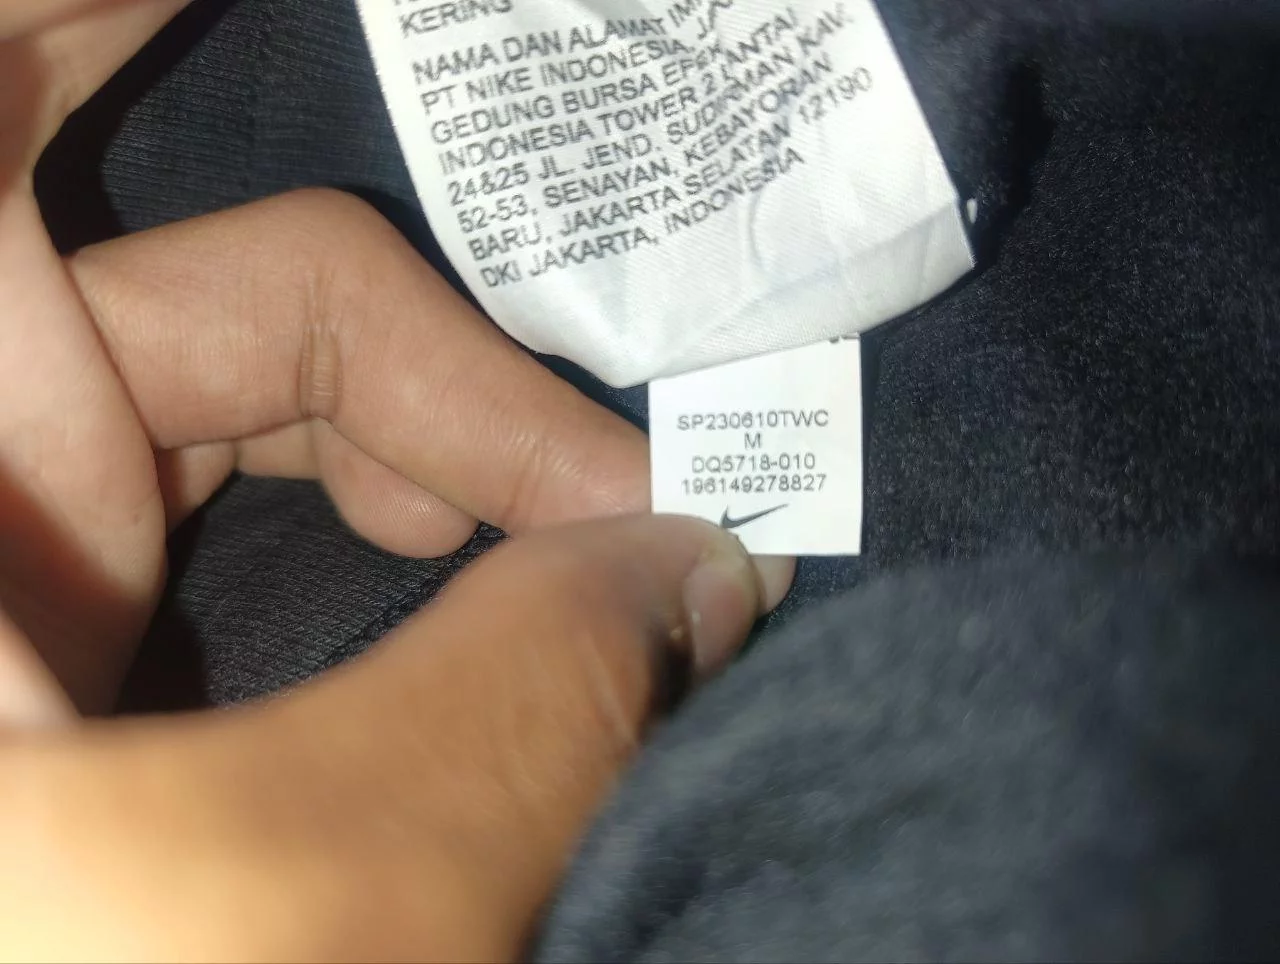 KERING
NAMA DAN ALAMAT
PT NIKE INDONESIA,
GEDUNG BURSA EFEK
INDONESIA TOWER 2 LANTAI
24&25 JL. JEND. SUDIRMAN KAV.
52-53, SENAYAN, KEBAYORAN
BARU, JAKARTA SELATAN 12190
DKI JAKARTA, INDONESIA
SP230610TWC
M
DQ5718-010
196149278827